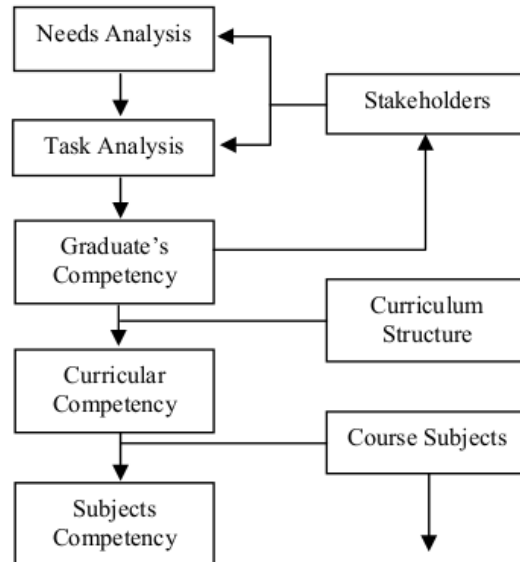 Needs Analysis
Stakeholders
Task Analysis
Graduate's
Competency
Curriculum
Structure
Curricular
Competency
Course Subjects
Subjects
Competency